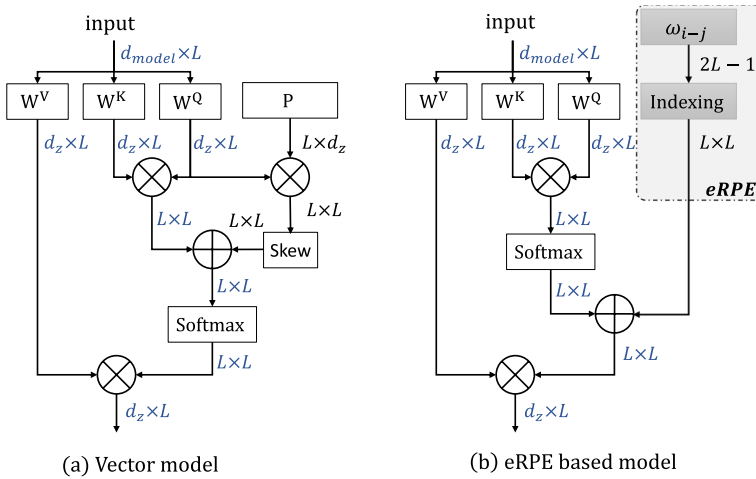 input
d_model×L
W^V
W^K
W^Q
P
d_z×L
d_z×L
d_z×L
L×d_z
L×L
L×L
L×L
Skew
L×L
Softmax
L×L
d_z×L
(a) Vector model
input
d_model×L
W^V
W^K
W^Q
d_z×L
d_z×L
d_z×L
L×L
Softmax
L×L
L×L
d_z×L
ω_{i−j}
2L−1
Indexing
L×L
eRPE
(b) eRPE based model